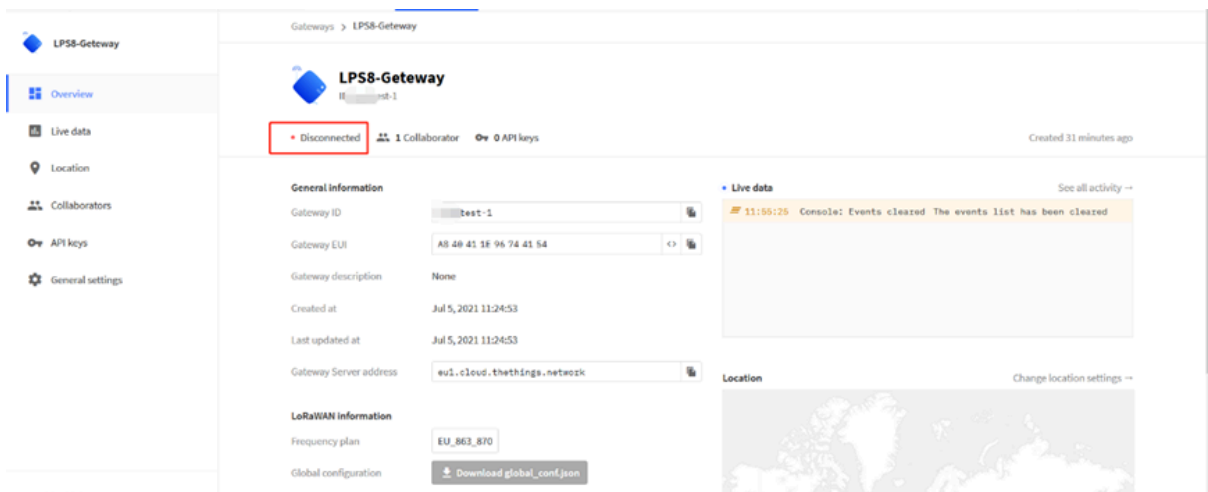 LPS8-Geteway
Overview
Live data
Location
Collaborators
API keys
General settings
Gateways > LPS8-Geteway
LPS8-Geteway
est-1
Disconnected 1 Collaborator 0 API keys Created 31 minutes ago
General information
Gateway ID test-1
Gateway EUI A8 40 41 1E 96 74 41 54
Gateway description None
Created at Jul 5, 2021 11:24:53
Last updated at Jul 5, 2021 11:24:53
Gateway Server address eu1.cloud.thethings.network
LoRaWAN information
Frequency plan EU_863_870
Global configuration Download global_conf.json
Live data See all activity →
11:55:25 Console: Events cleared The events list has been cleared
Location Change location settings →